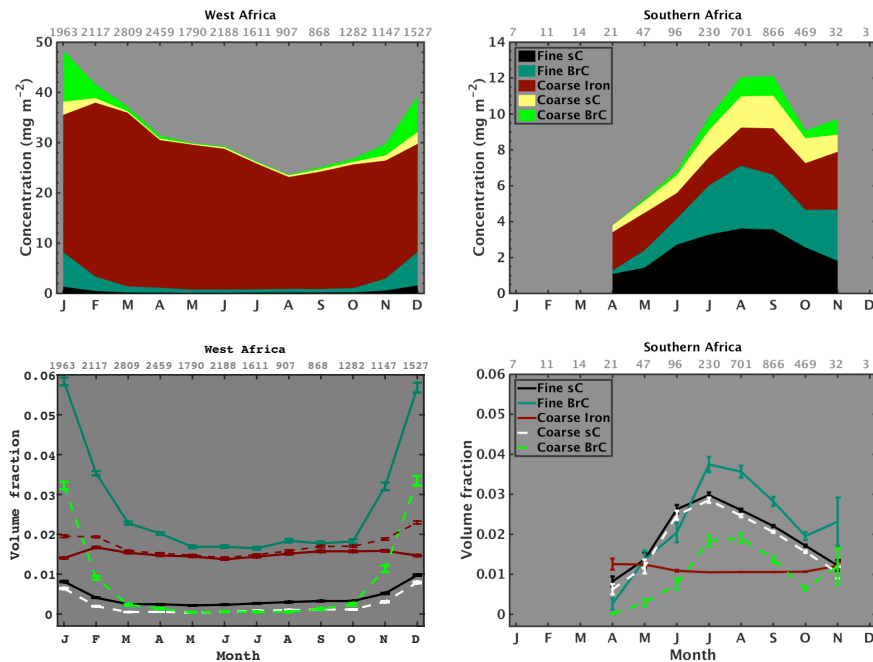 West Africa
1963 2117 2809 2459 1790 2188 1611 907 868 1282 1147 1527
50
40
30
20
10
0
Concentration (mg m⁻²)
J F M A M J J A S O N D
Southern Africa
7 11 14 21 47 96 230 701 866 469 32 3
14
12
10
8
6
4
2
0
Concentration (mg m⁻²)
Fine sC
Fine BrC
Coarse Iron
Coarse sC
Coarse BrC
J F M A M J J A S O N D
West Africa
1963 2117 2809 2459 1790 2188 1611 907 868 1282 1147 1527
0.06
0.05
0.04
0.03
0.02
0.01
0
Volume fraction
J F M A M J J A S O N D
Month
Southern Africa
7 11 14 21 47 96 230 701 866 469 32 3
0.06
0.05
0.04
0.03
0.02
0.01
0
Volume fraction
Fine sC
Fine BrC
Coarse Iron
Coarse sC
Coarse BrC
J F M A M J J A S O N D
Month